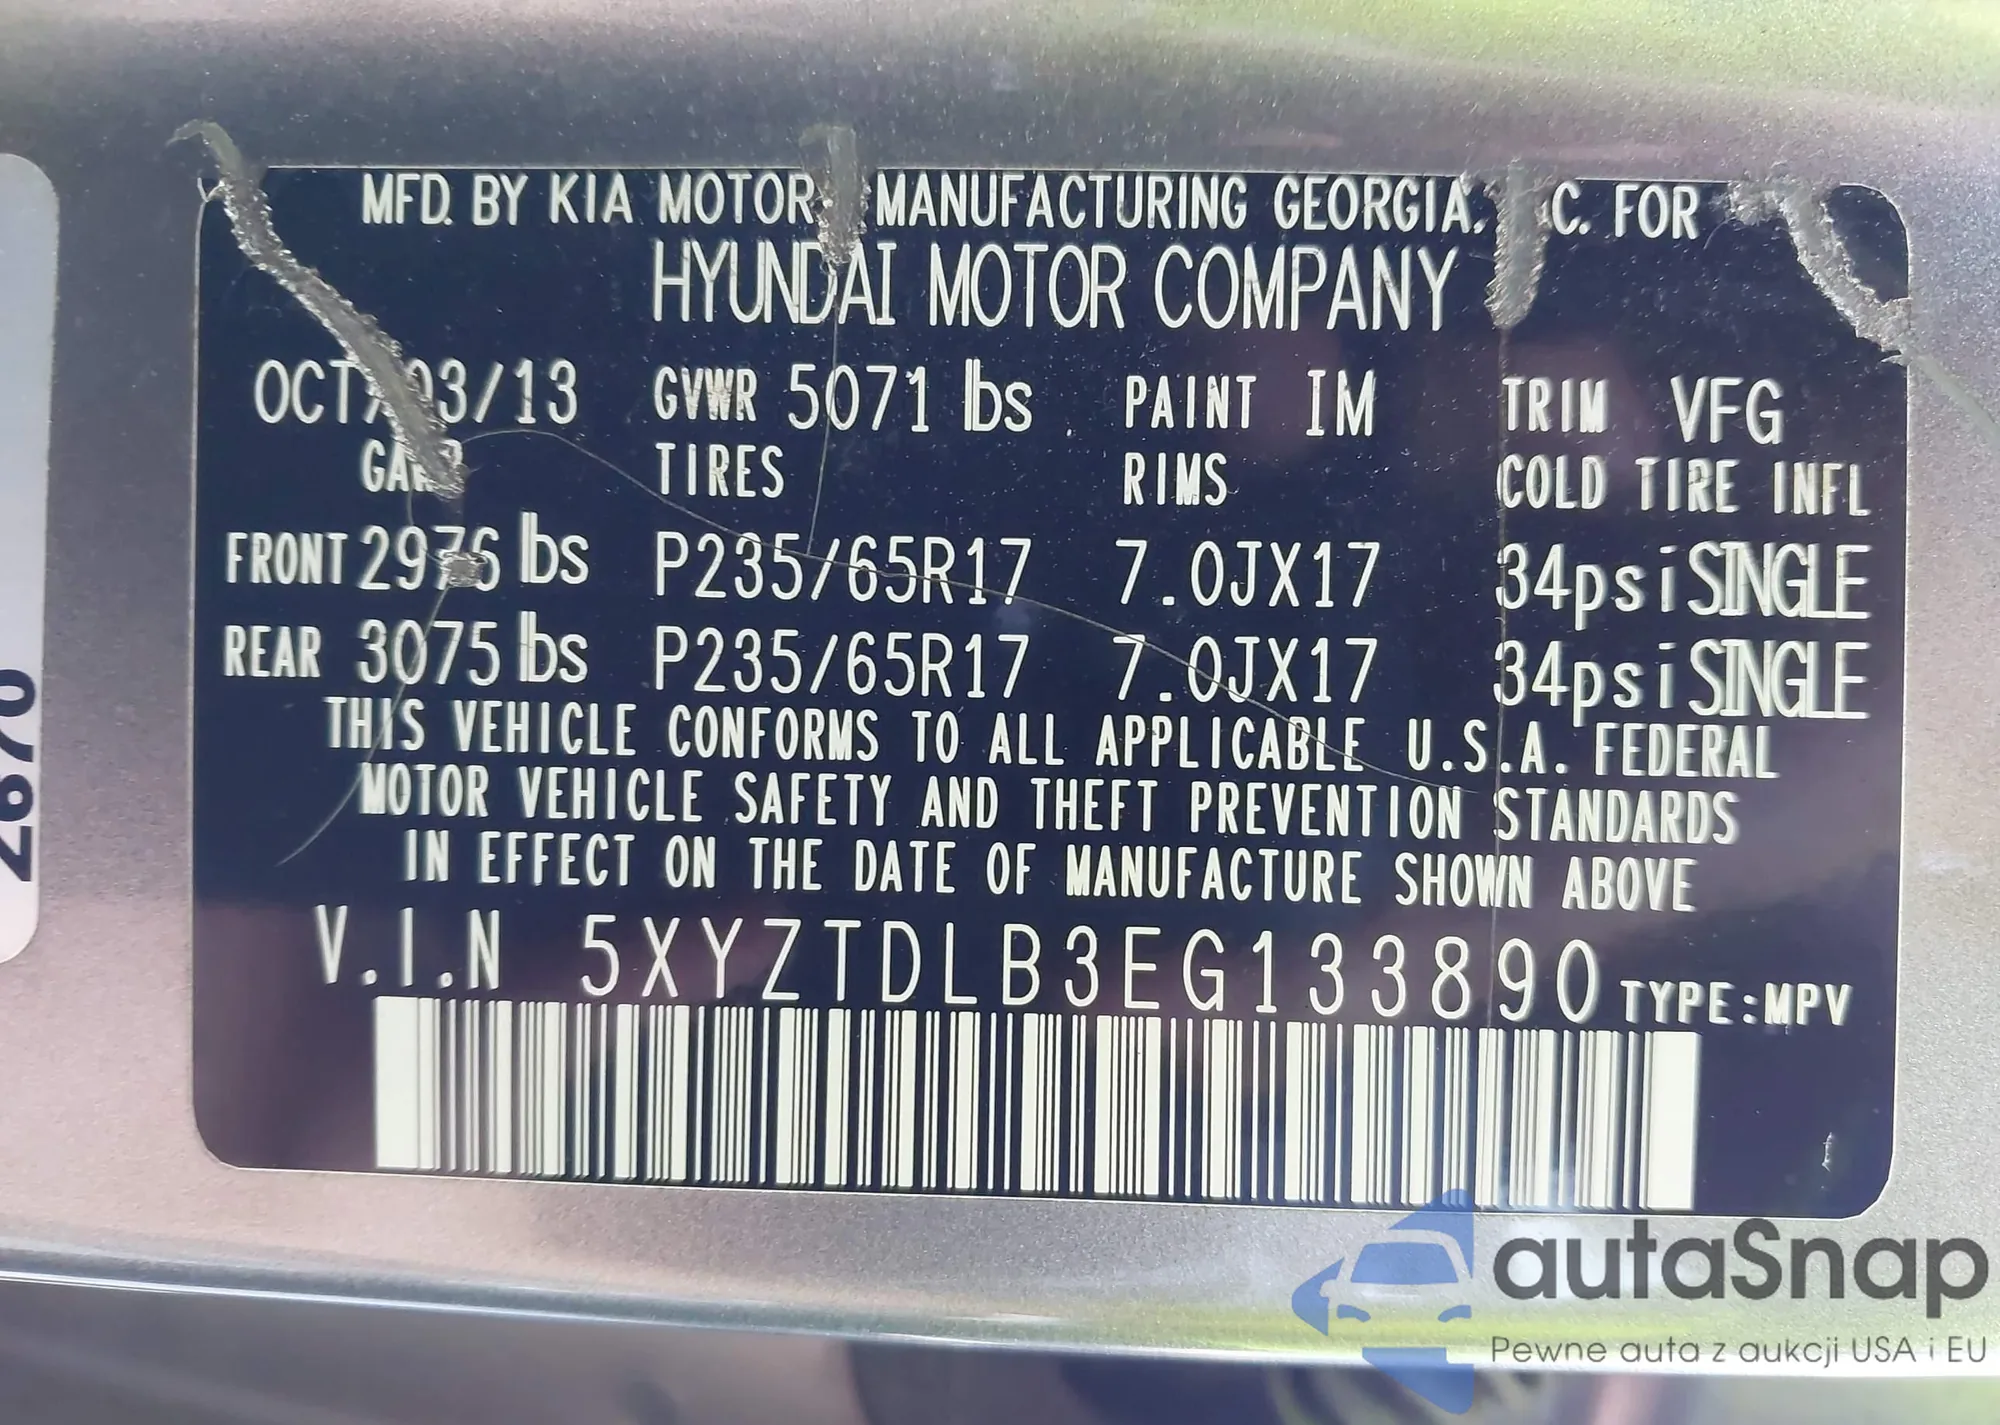 MFD. BY KIA MOTOR MANUFACTURING GEORGIA, C. FOR
HYUNDAI MOTOR COMPANY
OCT/03/13 GVWR 5071 lbs PAINT IM TRIM VFG
TIRES RIMS COLD TIRE INFL
FRONT 2976 lbs P235/65R17 7.0JX17 34psi SINGLE
REAR 3075 lbs P235/65R17 7.0JX17 34psi SINGLE
THIS VEHICLE CONFORMS TO ALL APPLICABLE U.S.A. FEDERAL
MOTOR VEHICLE SAFETY AND THEFT PREVENTION STANDARDS
IN EFFECT ON THE DATE OF MANUFACTURE SHOWN ABOVE
V.I.N 5XYZTDLB3EG133890 TYPE:MPV
autaSnap
Pewne auta z aukcji USA i EU